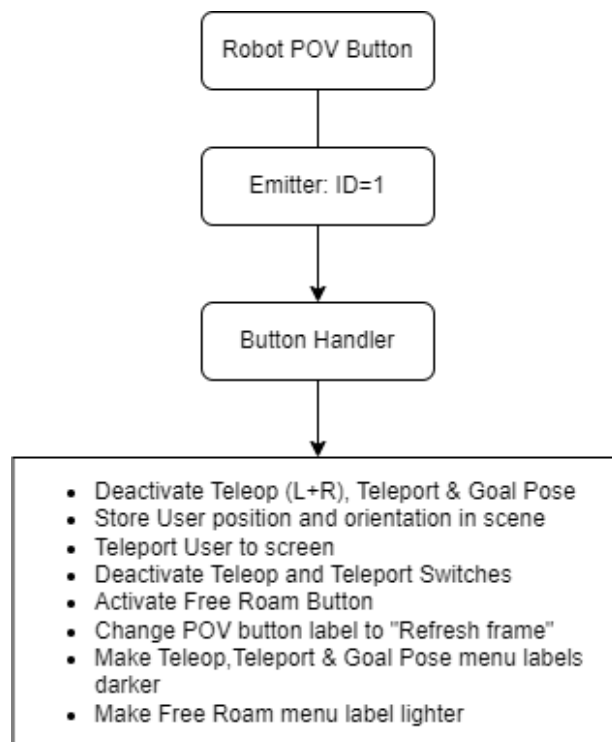 Robot POV Button
Emitter: ID=1
Button Handler
• Deactivate Teleop (L+R), Teleport & Goal Pose
• Store User position and orientation in scene
• Teleport User to screen
• Deactivate Teleop and Teleport Switches
• Activate Free Roam Button
• Change POV button label to "Refresh frame"
• Make Teleop,Teleport & Goal Pose menu labels
darker
• Make Free Roam menu label lighter